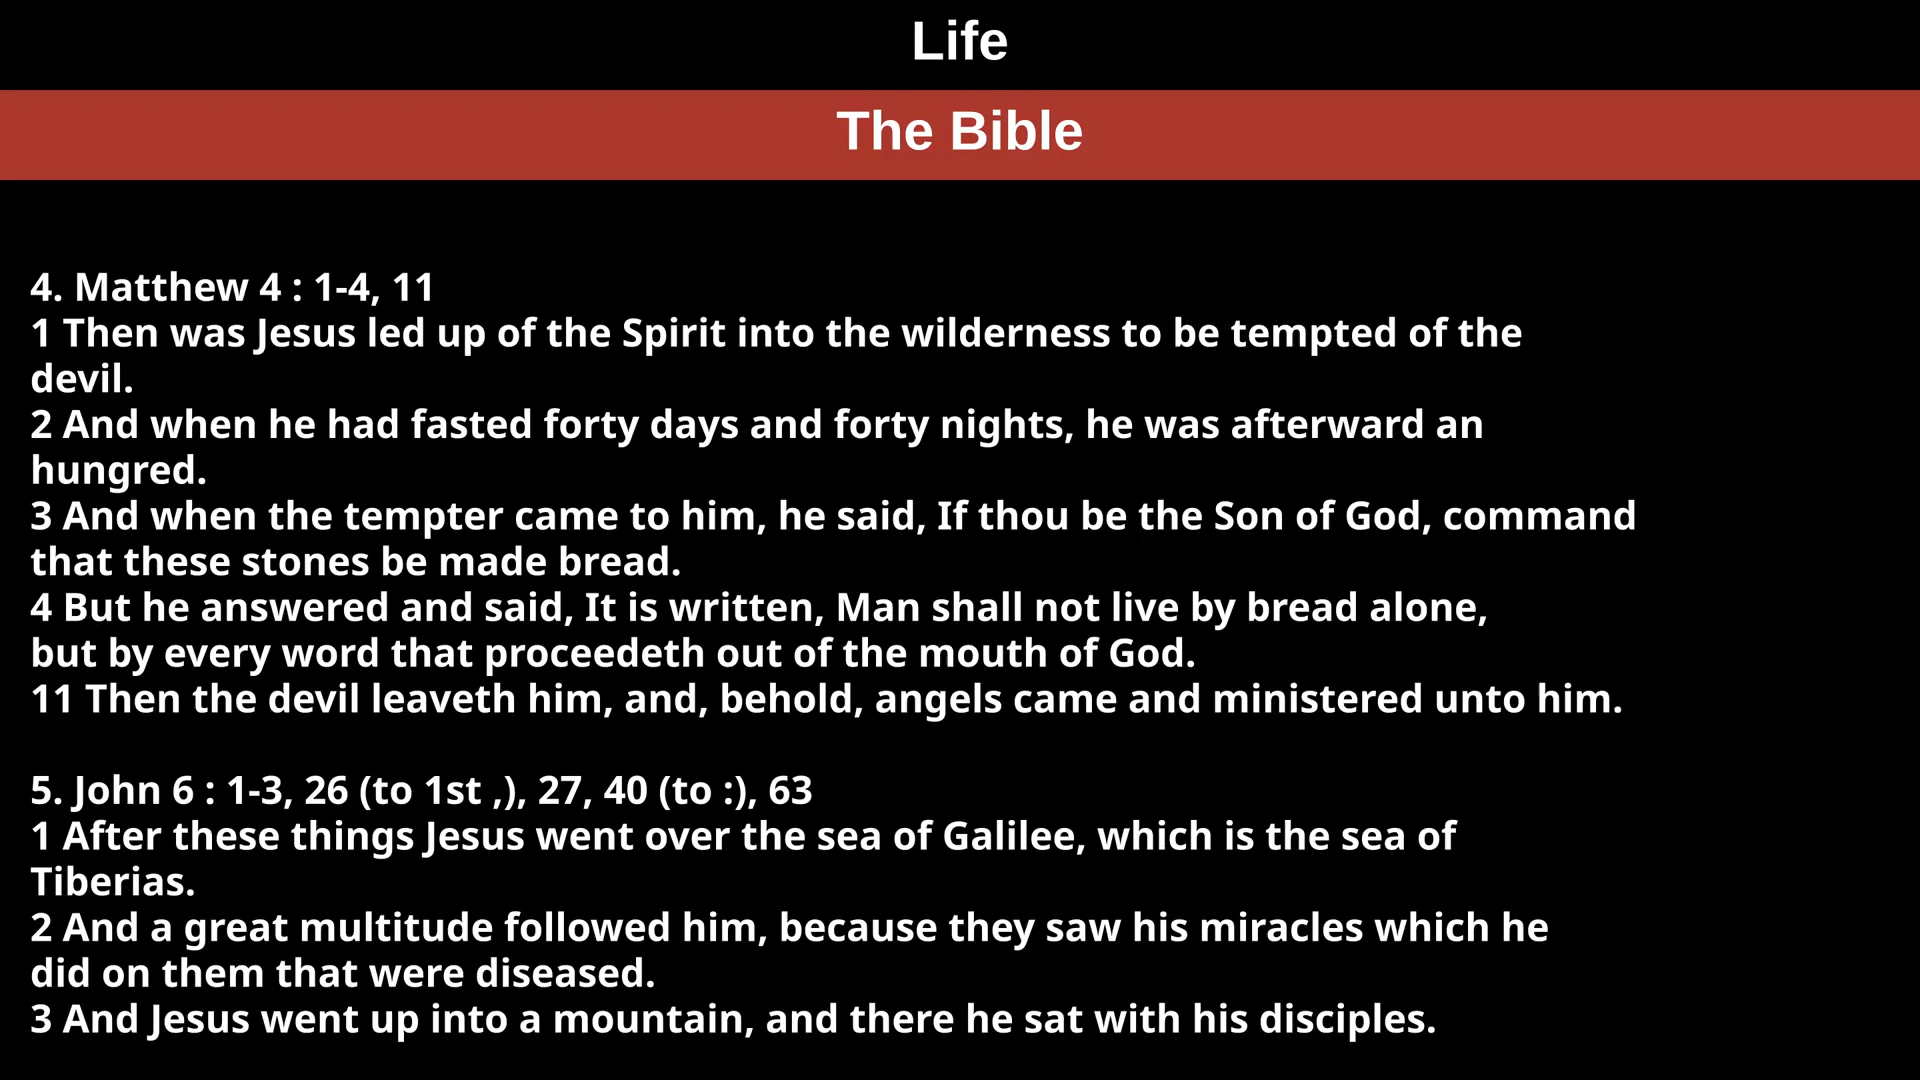 Life
The Bible
4. Matthew 4 : 1-4, 11
1 Then was Jesus led up of the Spirit into the wilderness to be tempted of the
devil.
2 And when he had fasted forty days and forty nights, he was afterward an
hungred.
3 And when the tempter came to him, he said, If thou be the Son of God, command
that these stones be made bread.
4 But he answered and said, It is written, Man shall not live by bread alone,
but by every word that proceedeth out of the mouth of God.
11 Then the devil leaveth him, and, behold, angels came and ministered unto him.
5. John 6 : 1-3, 26 (to 1st ,), 27, 40 (to :), 63
1 After these things Jesus went over the sea of Galilee, which is the sea of
Tiberias.
2 And a great multitude followed him, because they saw his miracles which he
did on them that were diseased.
3 And Jesus went up into a mountain, and there he sat with his disciples.